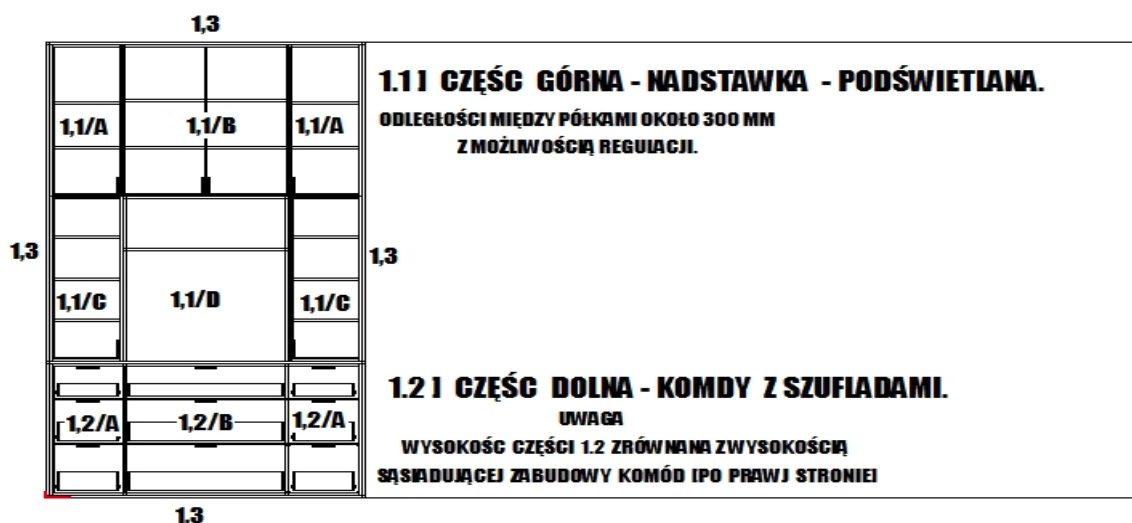 1,3
1.1 ] CZĘŚC GÓRNA - NADSTAWKA - PODŚWIETLANA.
ODLEGŁOŚCI MIĘDZY PÓŁKAMI OKOŁO 300 MM
Z MOŻLIWOŚCIĄ REGULACJI.
1,1/A 1,1/B 1,1/A
1,3 1,3
1,1/C 1,1/D 1,1/C
1.2 ] CZĘŚC DOLNA - KOMDY Z SZUFLADAMI.
UWAGA
WYSOKOŚC CZĘŚCI 1.2 ZRÓWNANA Z WYSOKOŚCIĄ
SĄSIADUJĄCEJ ZABUDOWY KOMÓD [PO PRAWJ STRONIE]
1,2/A 1,2/B 1,2/A
1,3